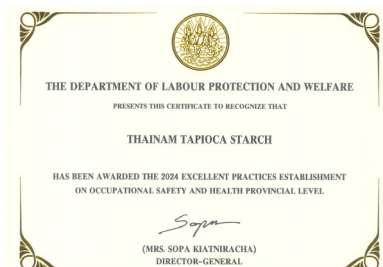 THE DEPARTMENT OF LABOUR PROTECTION AND WELFARE
PRESENTS THIS CERTIFICATE TO RECOGNIZE THAT
THAINAM TAPIOCA STARCH
HAS BEEN AWARDED THE 2024 EXCELLENT PRACTICES ESTABLISHMENT
ON OCCUPATIONAL SAFETY AND HEALTH PROVINCIAL LEVEL
Sopa
(MRS. SOPA KIATNIRACHA)
DIRECTOR-GENERAL